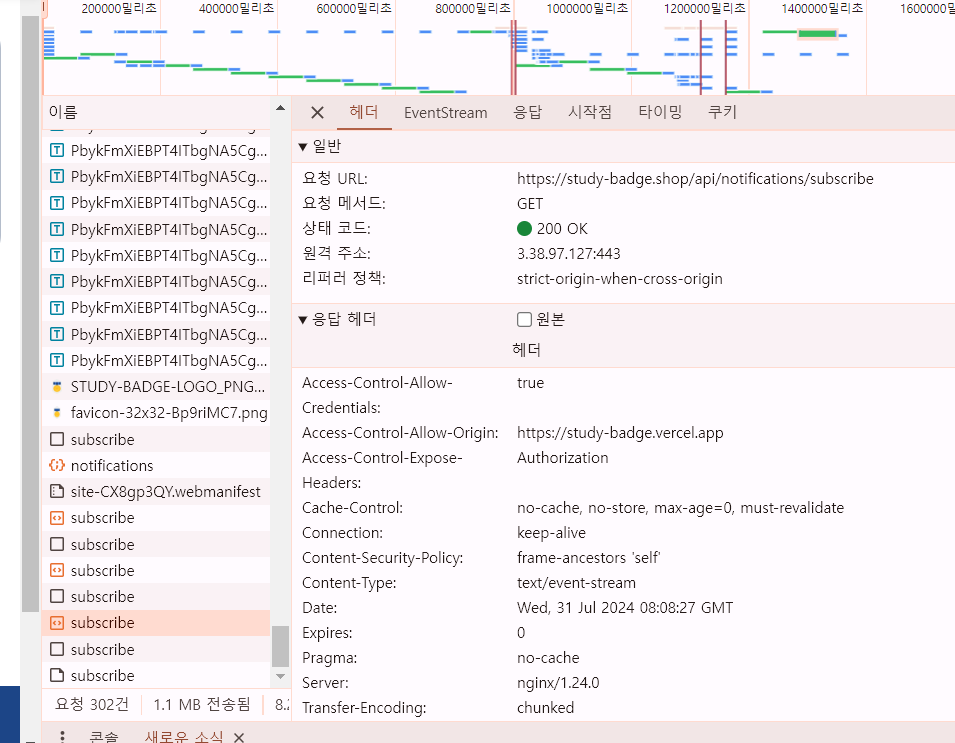 200000밀리초 400000밀리초 600000밀리초 800000밀리초 1000000밀리초 1200000밀리초 1400000밀리초 1600000밀
이름
PbykFmXiEBPT4ITbgNA5Cg...
PbykFmXiEBPT4ITbgNA5Cg...
PbykFmXiEBPT4ITbgNA5Cg...
PbykFmXiEBPT4ITbgNA5Cg...
PbykFmXiEBPT4ITbgNA5Cg...
PbykFmXiEBPT4ITbgNA5Cg...
PbykFmXiEBPT4ITbgNA5Cg...
PbykFmXiEBPT4ITbgNA5Cg...
PbykFmXiEBPT4ITbgNA5Cg...
STUDY-BADGE-LOGO_PNG...
favicon-32x32-Bp9riMC7.png
subscribe
notifications
site-CX8gp3QY.webmanifest
subscribe
subscribe
subscribe
subscribe
subscribe
subscribe
subscribe
요청 302건 1.1 MB 전송됨 8.2
헤더 EventStream 응답 시작점 타이밍 쿠키
일반
요청 URL: https://study-badge.shop/api/notifications/subscribe
요청 메서드: GET
상태 코드: 200 OK
원격 주소: 3.38.97.127:443
리퍼러 정책: strict-origin-when-cross-origin
응답 헤더 원본
헤더
Access-Control-Allow- true
Credentials:
Access-Control-Allow-Origin: https://study-badge.vercel.app
Access-Control-Expose- Authorization
Headers:
Cache-Control: no-cache, no-store, max-age=0, must-revalidate
Connection: keep-alive
Content-Security-Policy: frame-ancestors 'self'
Content-Type: text/event-stream
Date: Wed, 31 Jul 2024 08:08:27 GMT
Expires: 0
Pragma: no-cache
Server: nginx/1.24.0
Transfer-Encoding: chunked
콘솔 새로운 소식